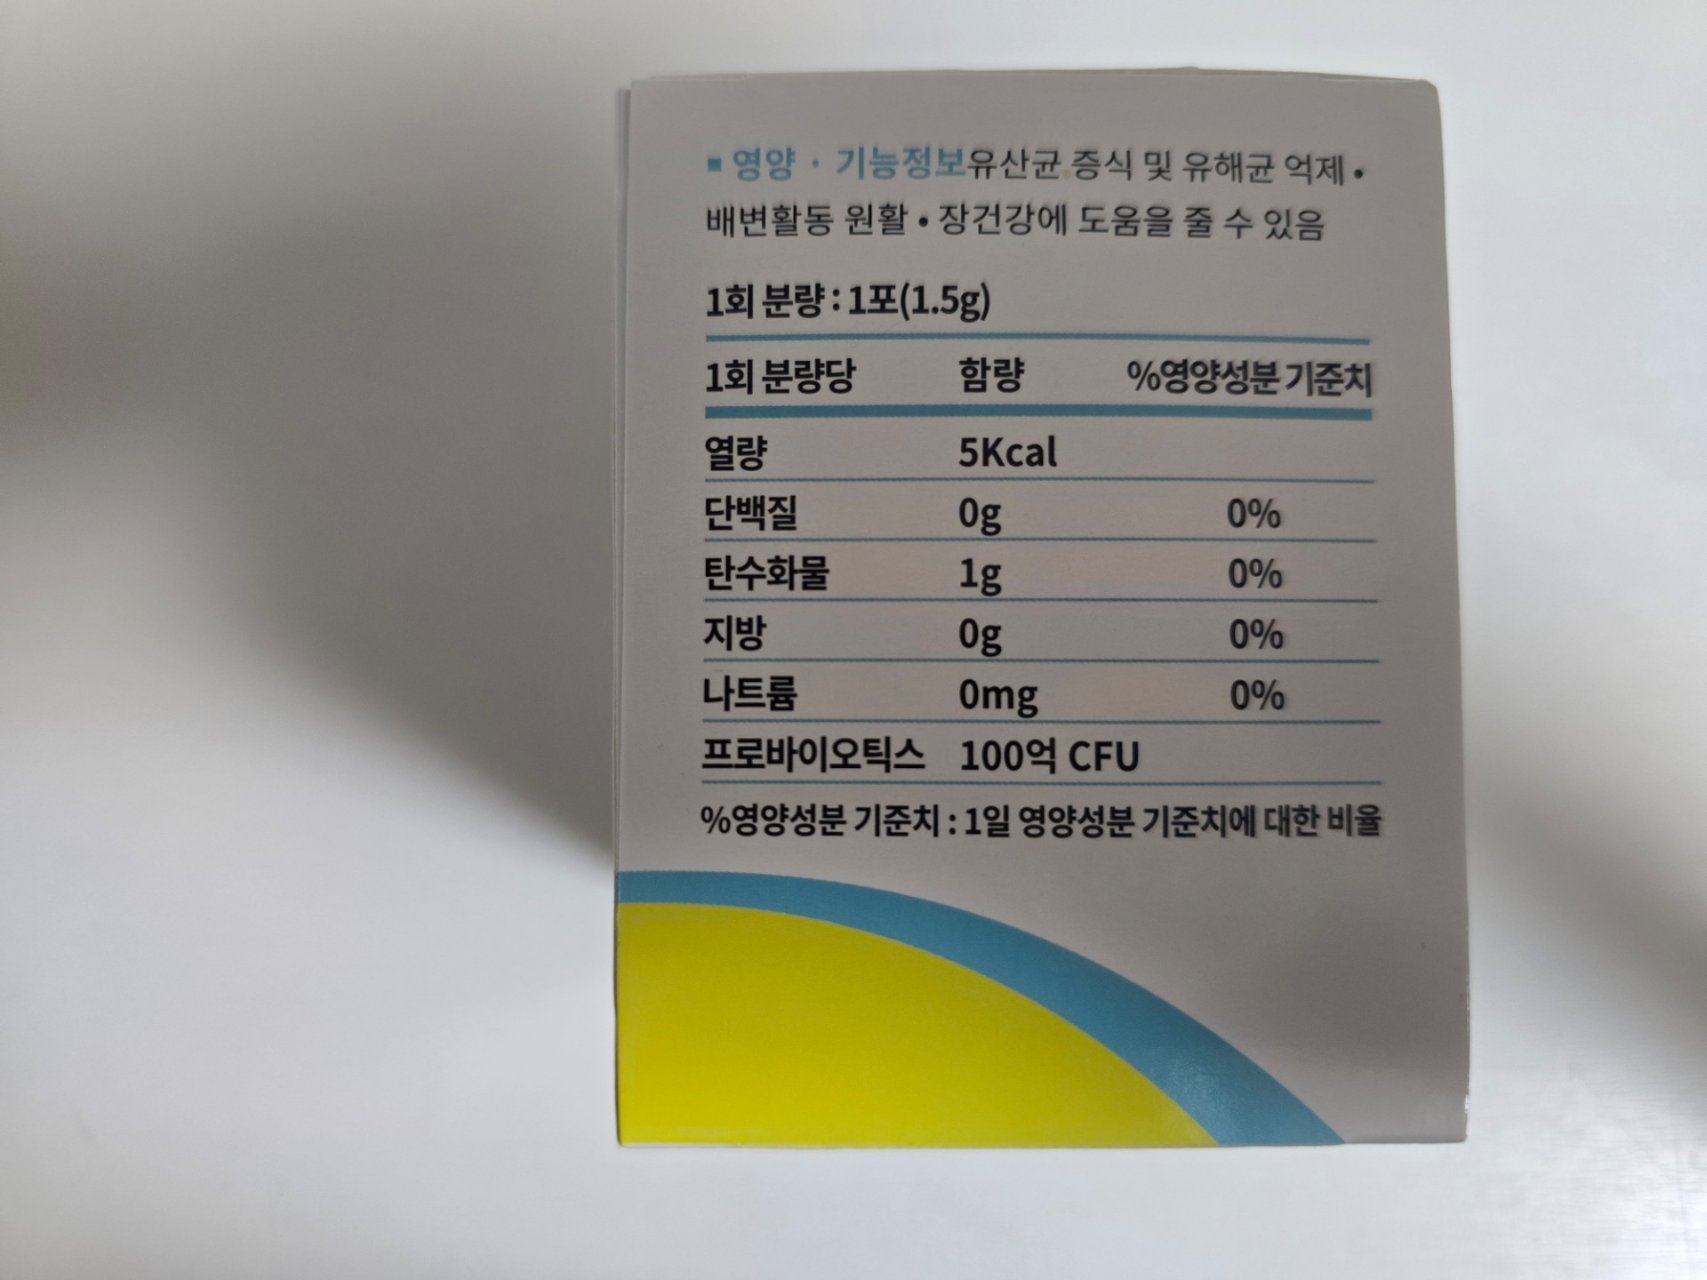 ▪ 영양 · 기능정보유산균 증식 및 유해균 억제 •
배변활동 원활 • 장건강에 도움을 줄 수 있음
1회 분량 : 1포(1.5g)
1회 분량당 함량 %영양성분 기준치
열량 5Kcal
단백질 0g 0%
탄수화물 1g 0%
지방 0g 0%
나트륨 0mg 0%
프로바이오틱스 100억 CFU
%영양성분 기준치 : 1일 영양성분 기준치에 대한 비율